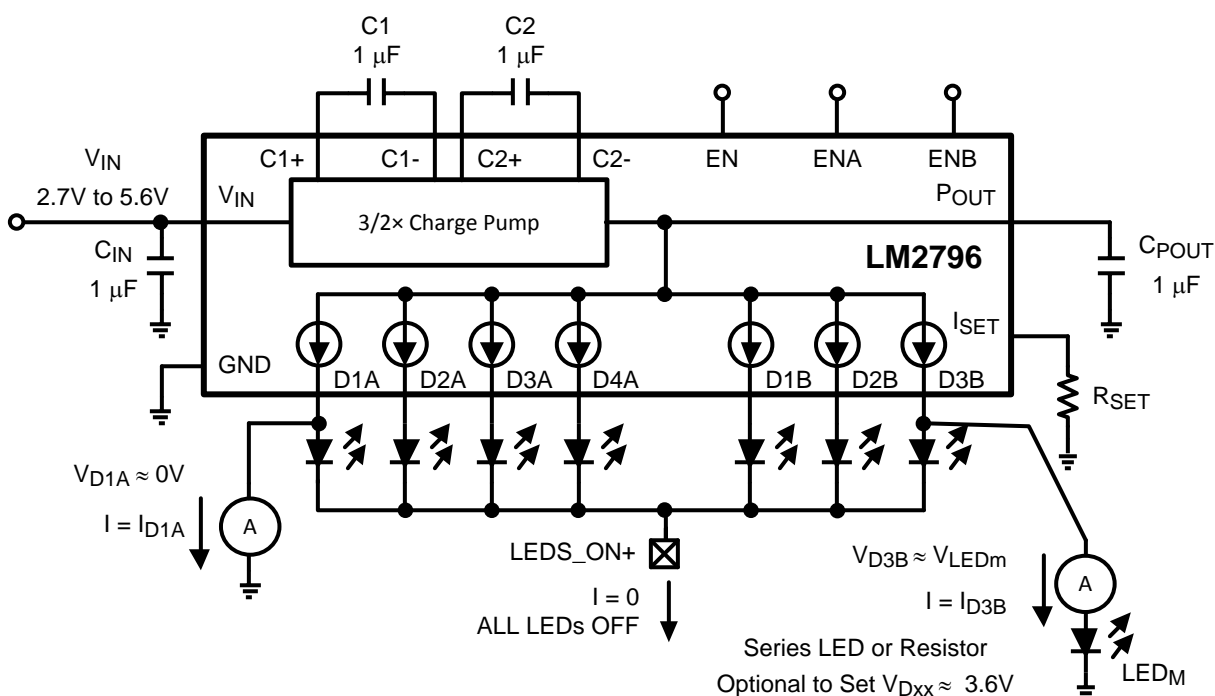 C1
1 μF
C2
1 μF
EN
ENA
ENB
C1+
C1-
C2+
C2-
VIN
2.7V to 5.6V
VIN
3/2× Charge Pump
POUT
LM2796
CIN
1 μF
CPOUT
1 μF
ISET
GND
D1A
D2A
D3A
D4A
D1B
D2B
D3B
RSET
VD1A ≈ 0V
I = ID1A
A
LEDS_ON+
I = 0
ALL LEDs OFF
VD3B ≈ VLEDm
I = ID3B
A
LEDM
Series LED or Resistor
Optional to Set VDxx ≈ 3.6V